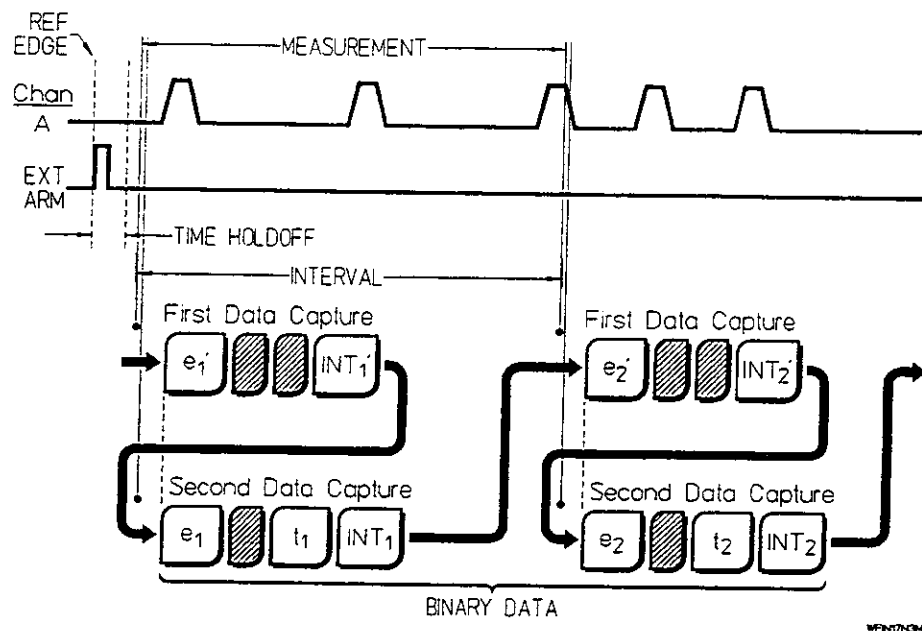 REF
EDGE
MEASUREMENT
Chan
A
EXT
ARM
TIME HOLDOFF
INTERVAL
First Data Capture
e₁′ INT₁′
First Data Capture
e₂′ INT₂′
Second Data Capture
e₁ t₁ INT₁
Second Data Capture
e₂ t₂ INT₂
BINARY DATA